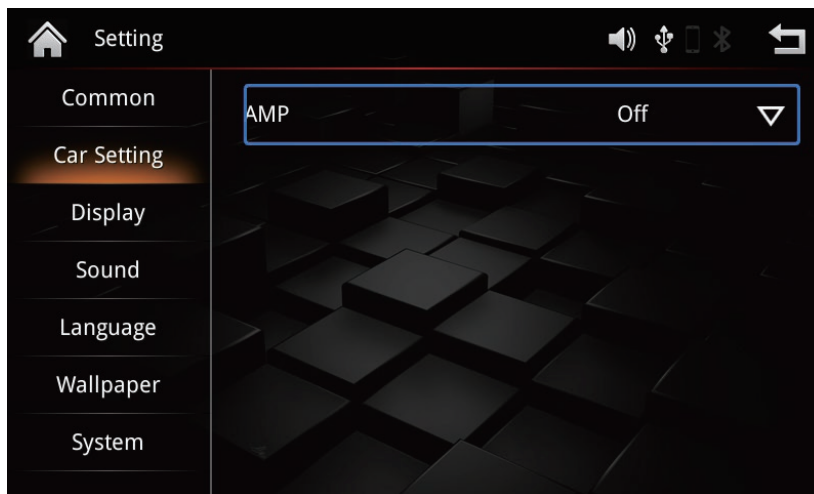 Setting
Common
Car Setting
Display
Sound
Language
Wallpaper
System
AMP Off